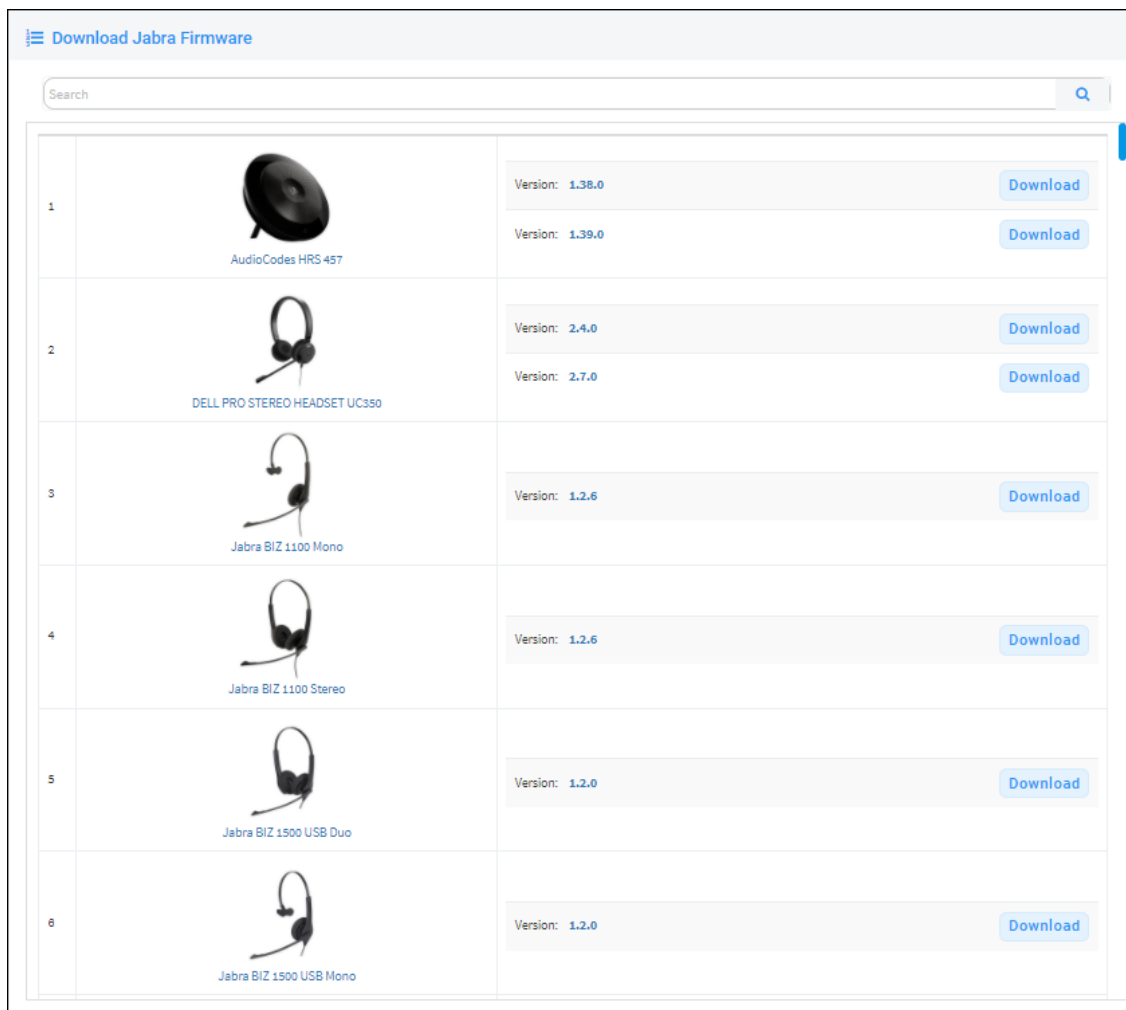 Download Jabra Firmware
Search
1
AudioCodes HRS 457
Version: 1.38.0 Download
Version: 1.39.0 Download
2
DELL PRO STEREO HEADSET UC350
Version: 2.4.0 Download
Version: 2.7.0 Download
3
Jabra BIZ 1100 Mono
Version: 1.2.6 Download
4
Jabra BIZ 1100 Stereo
Version: 1.2.6 Download
5
Jabra BIZ 1500 USB Duo
Version: 1.2.0 Download
6
Jabra BIZ 1500 USB Mono
Version: 1.2.0 Download